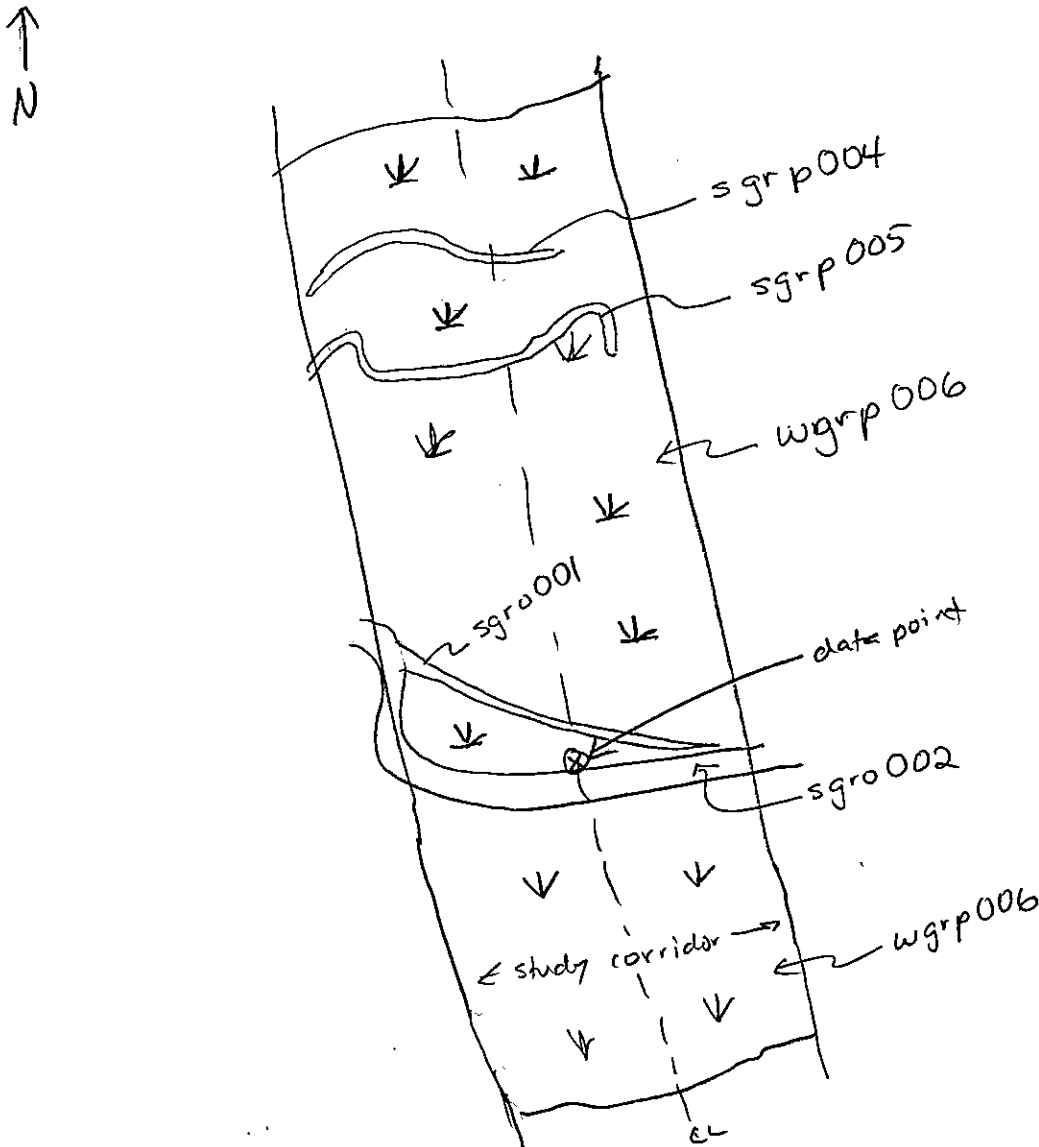 N
sgrp004
sgrp005
wgrp006
sgro001
data point
sgro002
wgrp006
study corridor
CL